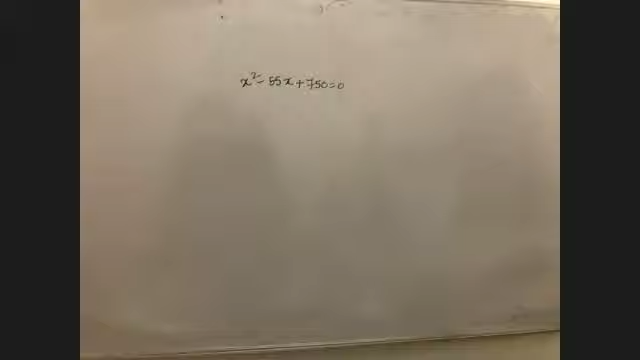 x² - 55x + 750 = 0